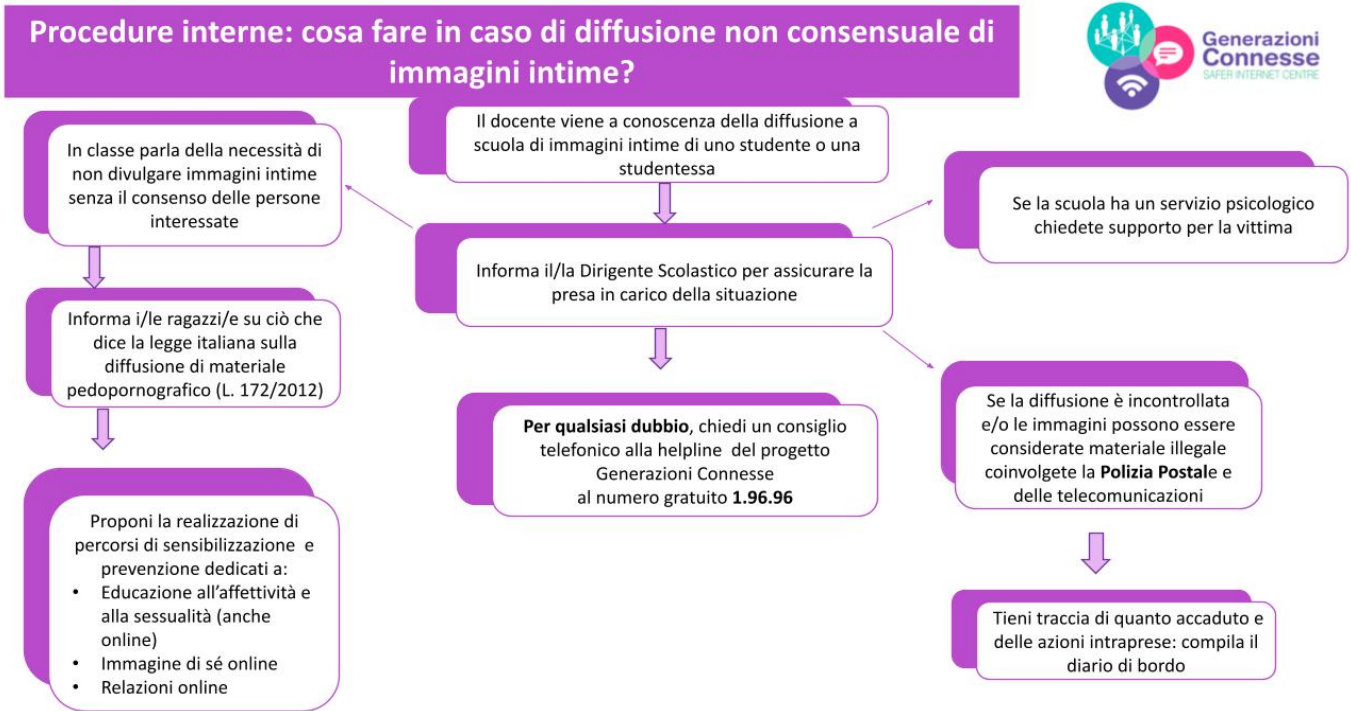 Procedure interne: cosa fare in caso di diffusione non consensuale di
immagini intime?
Generazioni
Connesse
SAFER INTERNET CENTRE
Il docente viene a conoscenza della diffusione a
scuola di immagini intime di uno studente o una
studentessa
In classe parla della necessità di
non divulgare immagini intime
senza il consenso delle persone
interessate
Se la scuola ha un servizio psicologico
chiedete supporto per la vittima
Informa il/la Dirigente Scolastico per assicurare la
presa in carico della situazione
Informa i/le ragazzi/e su ciò che
dice la legge italiana sulla
diffusione di materiale
pedopornografico (L. 172/2012)
Per qualsiasi dubbio, chiedi un consiglio
telefonico alla helpline del progetto
Generazioni Connesse
al numero gratuito 1.96.96
Se la diffusione è incontrollata
e/o le immagini possono essere
considerate materiale illegale
coinvolgete la Polizia Postale e
delle telecomunicazioni
Proponi la realizzazione di
percorsi di sensibilizzazione e
prevenzione dedicati a:
• Educazione all'affettività e
alla sessualità (anche
online)
• Immagine di sé online
• Relazioni online
Tieni traccia di quanto accaduto e
delle azioni intraprese: compila il
diario di bordo